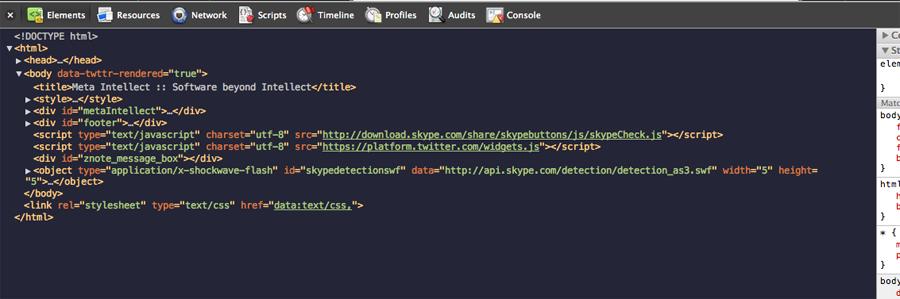 Elements Resources Network Scripts Timeline Profiles Audits Console
<!DOCTYPE html>
<html>
<head>…</head>
<body data-twttr-rendered="true">
<title>Meta Intellect :: Software beyond Intellect</title>
<style>…</style>
<div id="metaIntellect">…</div>
<div id="footer">…</div>
<script type="text/javascript" charset="utf-8" src="http://download.skype.com/share/skypebuttons/js/skypeCheck.js"></script>
<script type="text/javascript" charset="utf-8" src="https://platform.twitter.com/widgets.js"></script>
<div id="znote_message_box"></div>
<object type="application/x-shockwave-flash" id="skypedetectionswf" data="http://api.skype.com/detection/detection_as3.swf" width="5" height=
"5">…</object>
</body>
<link rel="stylesheet" type="text/css" href="data:text/css,">
</html>
C
St
elem
}
Matc
body
f
c
f
b
html
h
b
}
* {
m
p
}
body
d